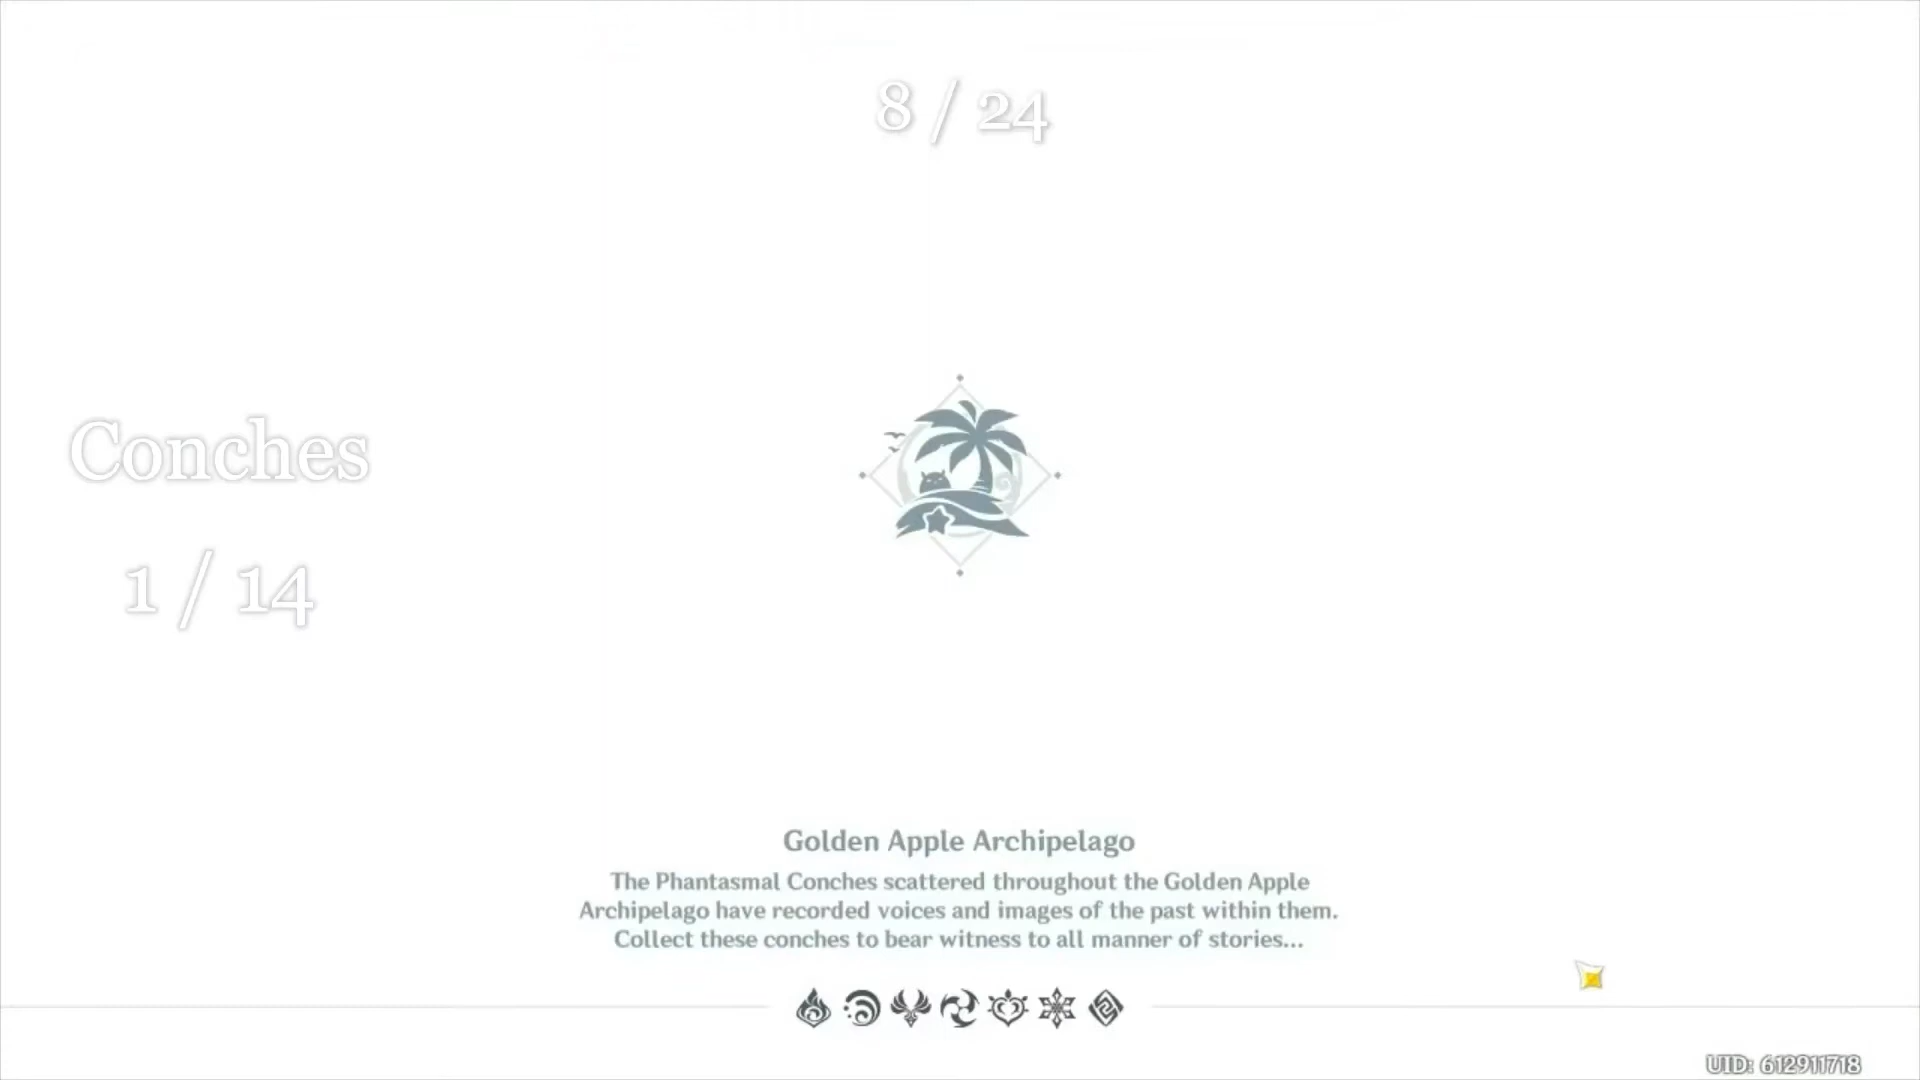 8 / 24
Conches
1 / 14
Golden Apple Archipelago
The Phantasmal Conches scattered throughout the Golden Apple
Archipelago have recorded voices and images of the past within them.
Collect these conches to bear witness to all manner of stories...
UID: 612911718